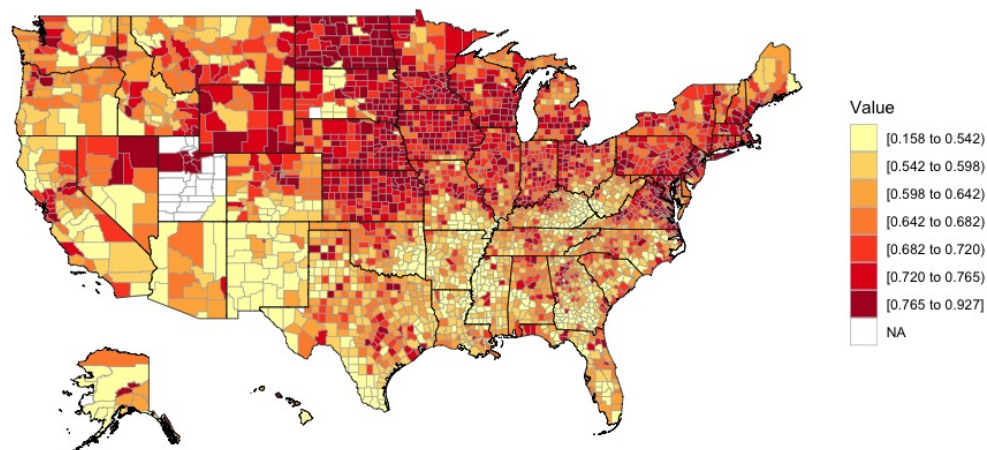 Value
[0.158 to 0.542)
[0.542 to 0.598)
[0.598 to 0.642)
[0.642 to 0.682)
[0.682 to 0.720)
[0.720 to 0.765)
[0.765 to 0.927]
NA